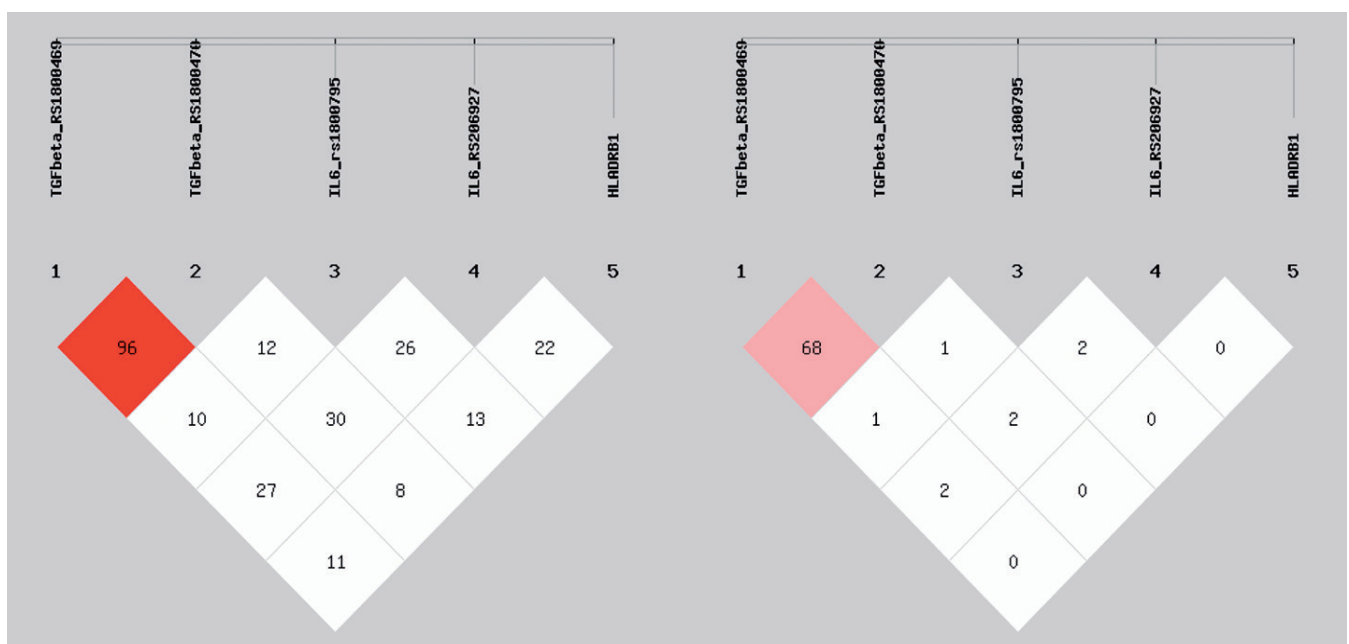 TGFbeta_RS1800469 TGFbeta_RS1800470 IL6_rs1800795 IL6_RS206927 HLADRB1
1 2 3 4 5
96 12 26 22
10 30 13
27 8
11
TGFbeta_RS1800469 TGFbeta_RS1800470 IL6_rs1800795 IL6_RS206927 HLADRB1
1 2 3 4 5
68 1 2 0
1 2 0
2 0
0